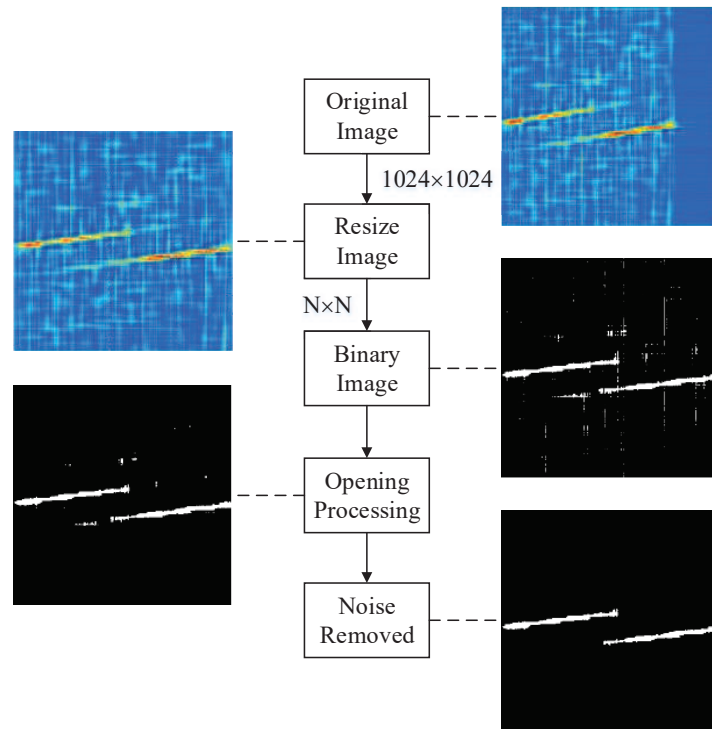 Original
Image
1024×1024
Resize
Image
N×N
Binary
Image
Opening
Processing
Noise
Removed